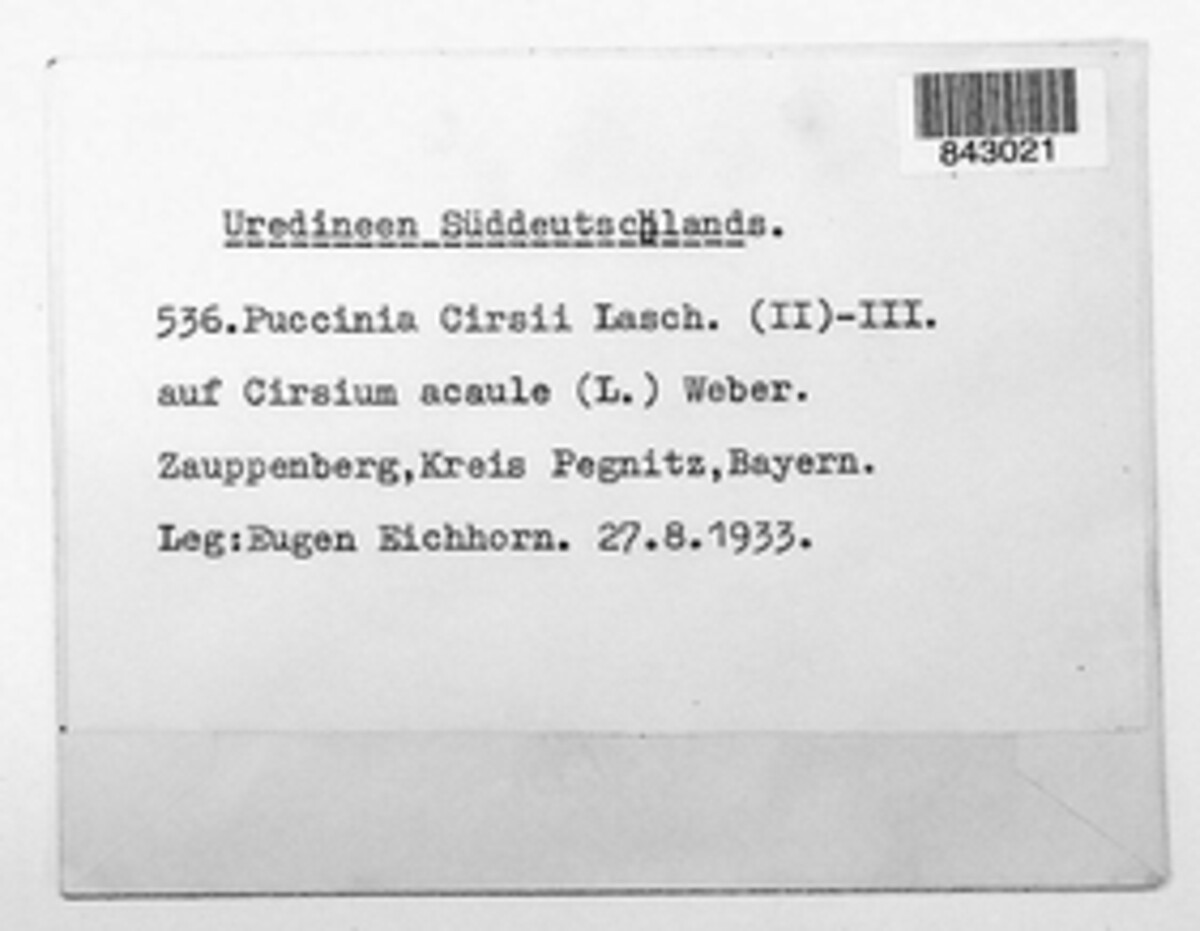 843021
Uredineen Süddeutschlands.
536.Puccinia Cirsii Lasch. (II)-III.
auf Cirsium acaule (L.) Weber.
Zauppenberg,Kreis Pegnitz,Bayern.
Leg:Eugen Eichhorn. 27.8.1933.